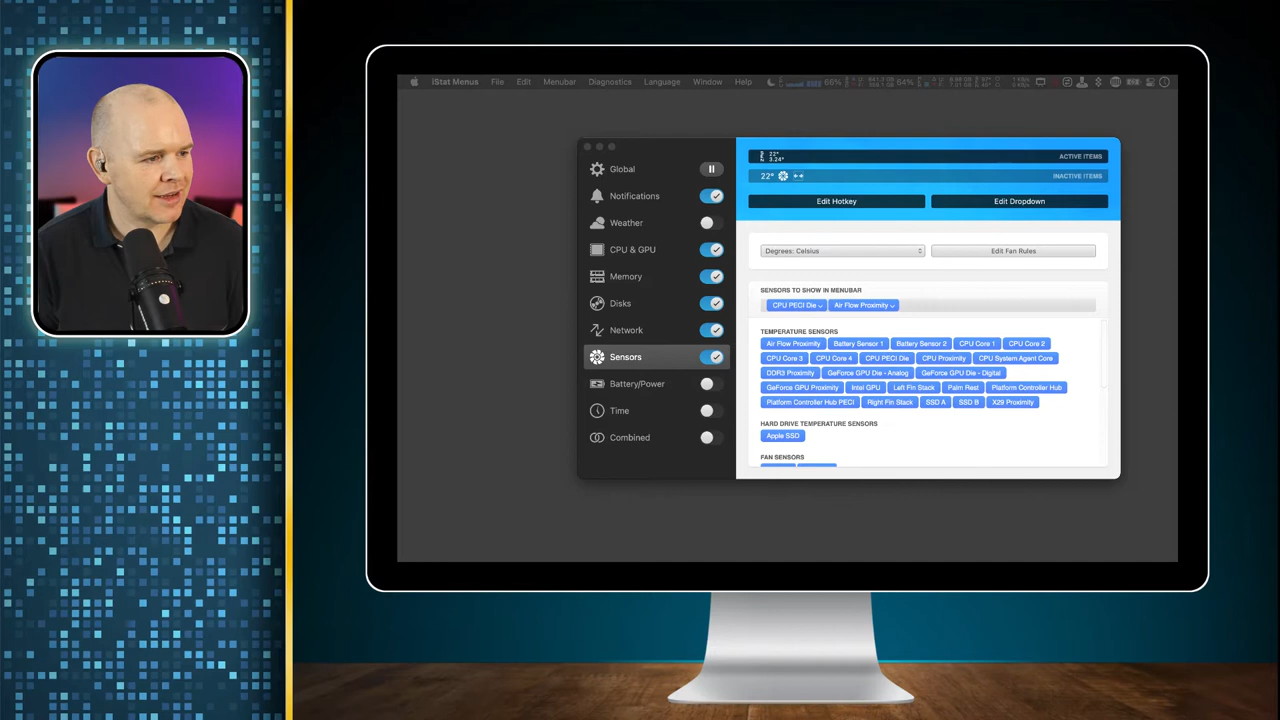 iStat Menus File Edit Menubar Diagnostics Language Window Help 66% 64%
Global
Notifications
Weather
CPU & GPU
Memory
Disks
Network
Sensors
Battery/Power
Time
Combined
22°
3.24°
ACTIVE ITEMS
22°
INACTIVE ITEMS
Edit Hotkey Edit Dropdown
Degrees: Celsius Edit Fan Rules
SENSORS TO SHOW IN MENUBAR
CPU PECI Die Air Flow Proximity
TEMPERATURE SENSORS
Air Flow Proximity Battery Sensor 1 Battery Sensor 2 CPU Core 1 CPU Core 2
CPU Core 3 CPU Core 4 CPU PECI Die CPU Proximity CPU System Agent Core
DDR3 Proximity GeForce GPU Die - Analog GeForce GPU Die - Digital
GeForce GPU Proximity Intel GPU Left Fin Stack Palm Rest Platform Controller Hub
Platform Controller Hub PECI Right Fin Stack SSD A SSD B X29 Proximity
HARD DRIVE TEMPERATURE SENSORS
Apple SSD
FAN SENSORS